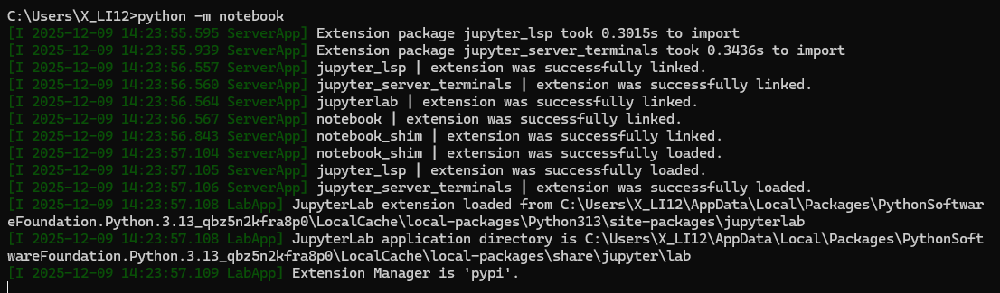 C:\Users\X_LI12>python -m notebook
[I 2025-12-09 14:23:55.595 ServerApp] Extension package jupyter_lsp took 0.3015s to import
[I 2025-12-09 14:23:55.939 ServerApp] Extension package jupyter_server_terminals took 0.3436s to import
[I 2025-12-09 14:23:56.557 ServerApp] jupyter_lsp | extension was successfully linked.
[I 2025-12-09 14:23:56.560 ServerApp] jupyter_server_terminals | extension was successfully linked.
[I 2025-12-09 14:23:56.564 ServerApp] jupyterlab | extension was successfully linked.
[I 2025-12-09 14:23:56.567 ServerApp] notebook | extension was successfully linked.
[I 2025-12-09 14:23:56.843 ServerApp] notebook_shim | extension was successfully linked.
[I 2025-12-09 14:23:57.104 ServerApp] notebook_shim | extension was successfully loaded.
[I 2025-12-09 14:23:57.105 ServerApp] jupyter_lsp | extension was successfully loaded.
[I 2025-12-09 14:23:57.106 ServerApp] jupyter_server_terminals | extension was successfully loaded.
[I 2025-12-09 14:23:57.108 LabApp] JupyterLab extension loaded from C:\Users\X_LI12\AppData\Local\Packages\PythonSoftwar
eFoundation.Python.3.13_qbz5n2kfra8p0\LocalCache\local-packages\Python313\site-packages\jupyterlab
[I 2025-12-09 14:23:57.108 LabApp] JupyterLab application directory is C:\Users\X_LI12\AppData\Local\Packages\PythonSoft
wareFoundation.Python.3.13_qbz5n2kfra8p0\LocalCache\local-packages\share\jupyter\lab
[I 2025-12-09 14:23:57.109 LabApp] Extension Manager is 'pypi'.